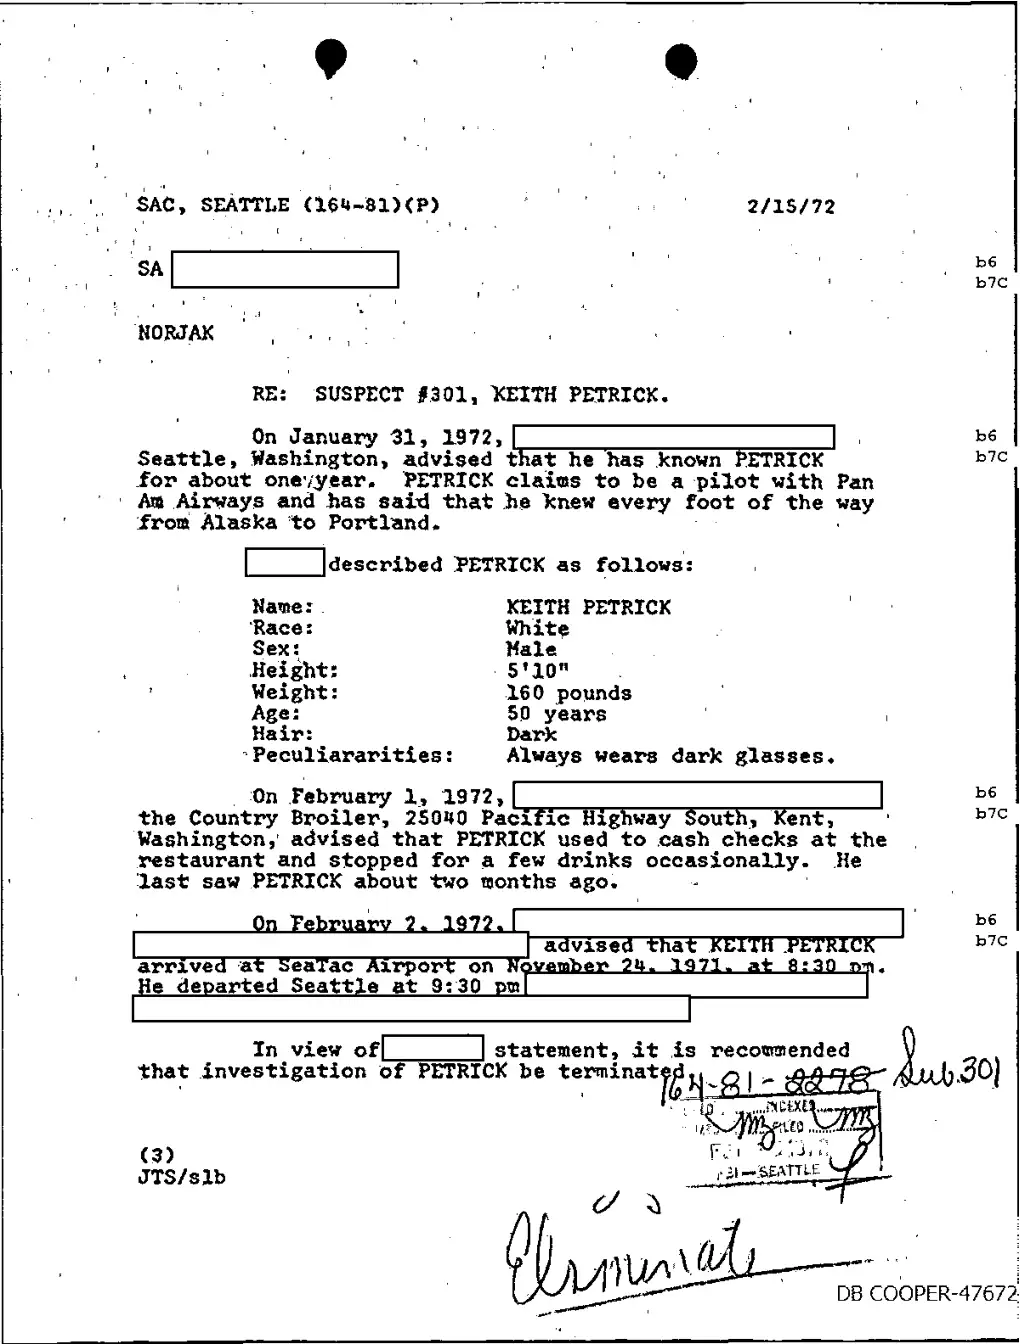 SAC, SEATTLE (164-81)(P) 2/15/72
SA b6
b7C
NORJAK
RE: SUSPECT #301, KEITH PETRICK.
On January 31, 1972, b6
Seattle, Washington, advised that he has known PETRICK b7C
for about one year. PETRICK claims to be a pilot with Pan
Am Airways and has said that he knew every foot of the way
from Alaska to Portland.
described PETRICK as follows:
Name: KEITH PETRICK
Race: White
Sex: Male
Height: 5'10"
Weight: 160 pounds
Age: 50 years
Hair: Dark
Peculiararities: Always wears dark glasses.
On February 1, 1972, b6
the Country Broiler, 25040 Pacific Highway South, Kent, b7C
Washington, advised that PETRICK used to cash checks at the
restaurant and stopped for a few drinks occasionally. He
last saw PETRICK about two months ago.
On February 2, 1972, b6
advised that KEITH PETRICK b7C
arrived at SeaTac Airport on November 24, 1971, at 8:30 pm.
He departed Seattle at 9:30 pm
In view of statement, it is recommended
that investigation of PETRICK be terminated
164-81-2278 Sub.301
INDEXED
FILED
FBI-SEATTLE
(3)
JTS/slb
Eliminate
DB COOPER-47672